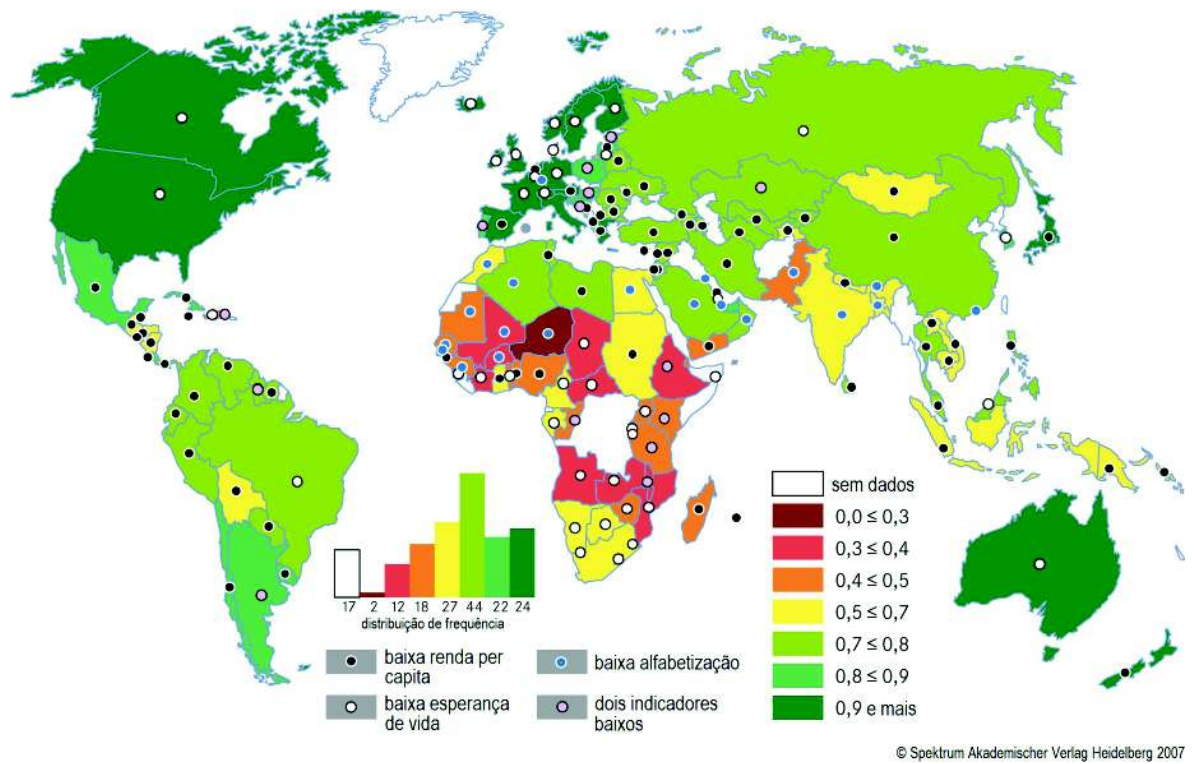 17 2 12 18 27 44 22 24
distribuição de frequência
baixa renda per
capita
baixa esperança
de vida
baixa alfabetização
dois indicadores
baixos
sem dados
0,0 ≤ 0,3
0,3 ≤ 0,4
0,4 ≤ 0,5
0,5 ≤ 0,7
0,7 ≤ 0,8
0,8 ≤ 0,9
0,9 e mais
© Spektrum Akademischer Verlag Heidelberg 2007